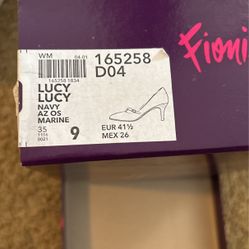 WM 04-05
165258
D04
165258 1834
Fioni
LUCY
LUCY
NAVY
AZ OS
MARINE
35
9
EUR 41½
MEX 26